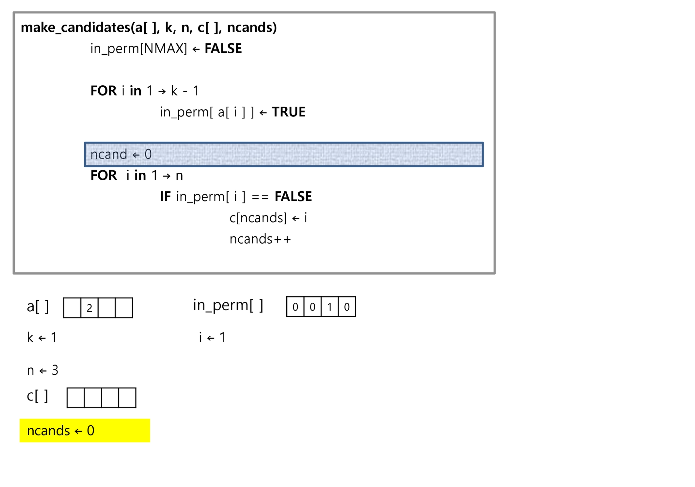 make_candidates(a[ ], k, n, c[ ], ncands)
in_perm[NMAX] ← FALSE
FOR i in 1 → k - 1
in_perm[ a[ i ] ] ← TRUE
ncand ← 0
FOR i in 1 → n
IF in_perm[ i ] == FALSE
c[ncands] ← i
ncands++
a[ ] 2 in_perm[ ] 0 0 1 0
k ← 1 i ← 1
n ← 3
c[ ]
ncands ← 0